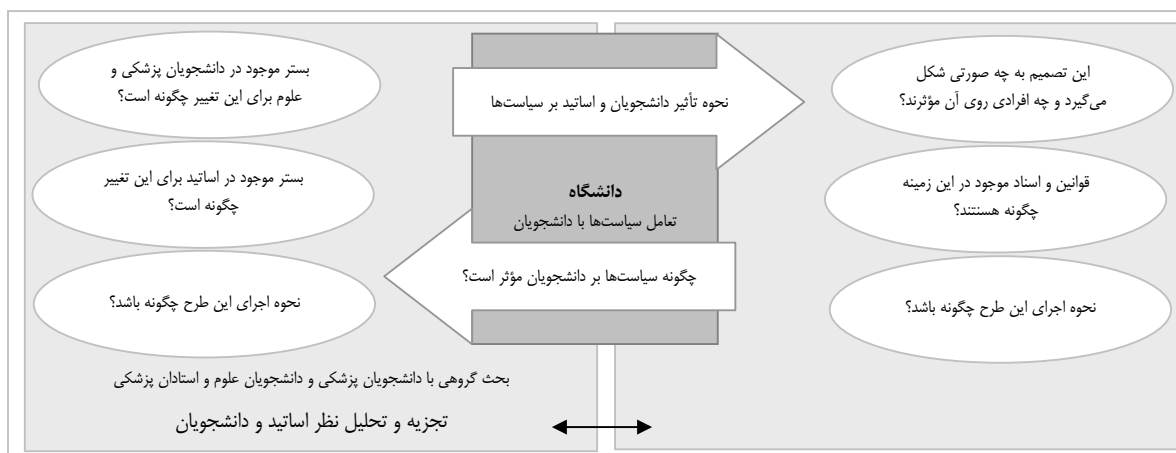 این تصمیم به چه صورتی شکل
می‌گیرد و چه افرادی روی آن مؤثرند؟
قوانین و اسناد موجود در این زمینه
چگونه هستنتد؟
نحوه اجرای این طرح چگونه باشد؟
نحوه تأثیر دانشجویان و اساتید بر سیاست‌ها
دانشگاه
تعامل سیاست‌ها با دانشجویان
چگونه سیاست‌ها بر دانشجویان مؤثر است؟
بستر موجود در دانشجویان پزشکی و
علوم برای این تغییر چگونه است؟
بستر موجود در اساتید برای این تغییر
چگونه است؟
نحوه اجرای این طرح چگونه باشد؟
بحث گروهی با دانشجویان پزشکی و دانشجویان علوم و استادان پزشکی
تجزیه و تحلیل نظر اساتید و دانشجویان